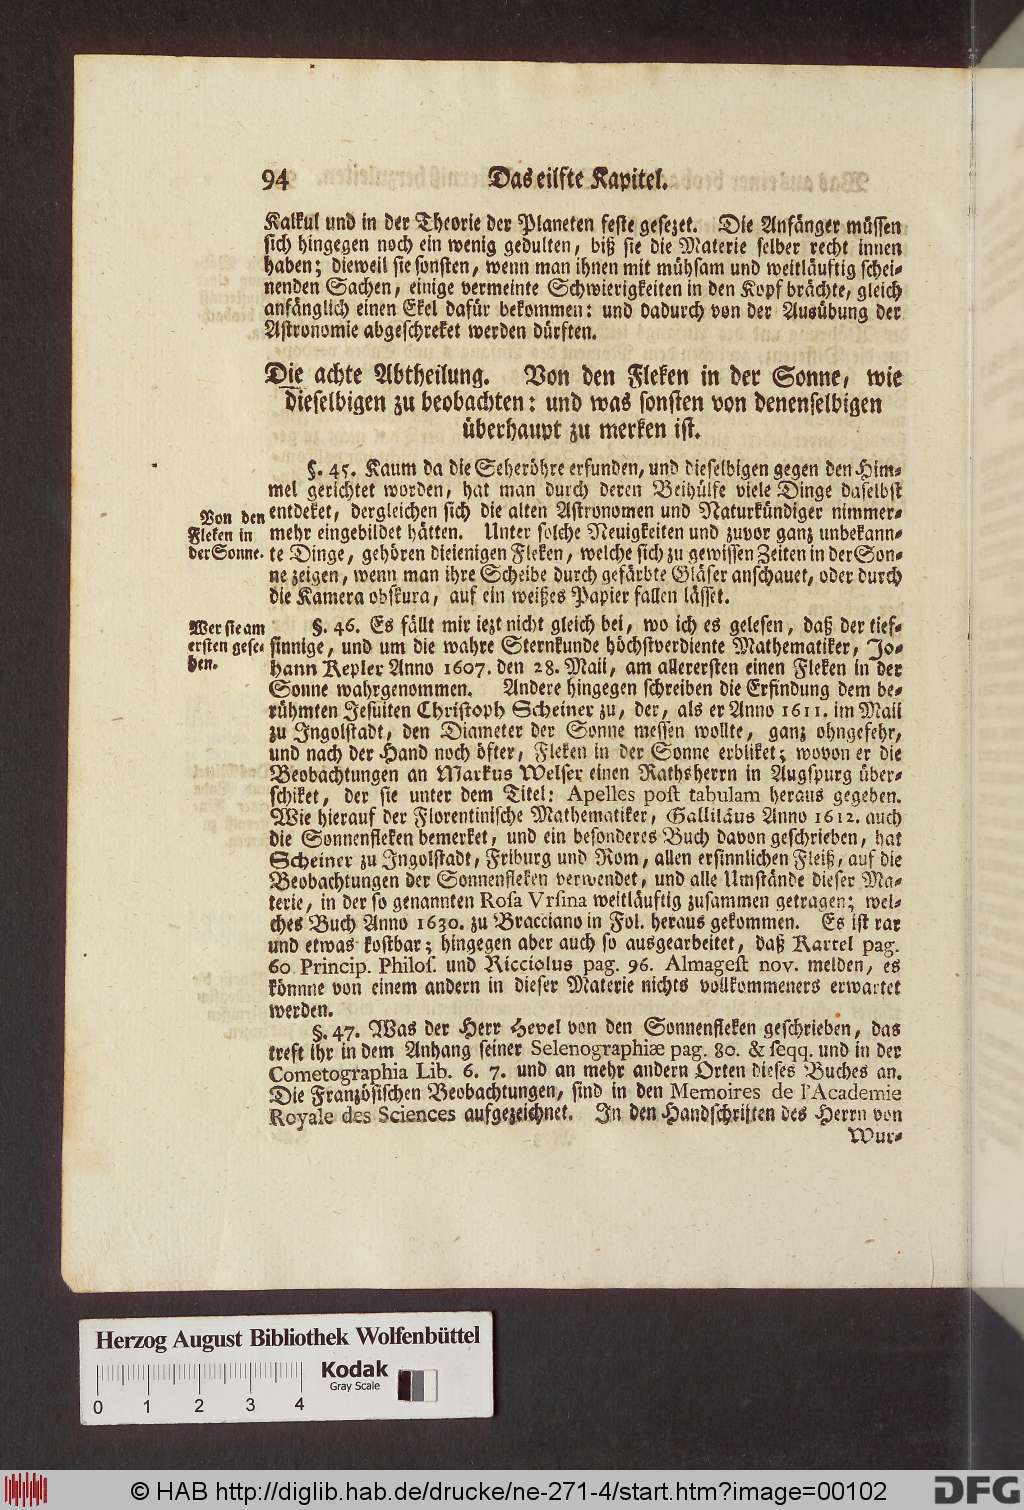 94 Das eilfte Kapitel.
Kalkul und in der Theorie der Planeten feste gesezet. Die Anfänger müssen
sich hingegen noch ein wenig gedulten, biß sie die Materie selber recht innen
haben; dieweil sie sonsten, wenn man ihnen mit mühsam und weitläuftig schei-
nenden Sachen, einige vermeinte Schwierigkeiten in den Kopf brächte, gleich
anfänglich einen Ekel dafür bekommen: und dadurch von der Ausübung der
Astronomie abgeschreket werden dürften.
Die achte Abtheilung. Von den Fleken in der Sonne, wie
dieselbigen zu beobachten: und was sonsten von denenselbigen
überhaupt zu merken ist.
§. 45. Kaum da die Seheröhre erfunden, und dieselbigen gegen den Him-
mel gerichtet worden, hat man durch deren Beihülfe viele Dinge daselbst
entdeket, dergleichen sich die alten Astronomen und Naturkündiger nimmer-
mehr eingebildet hätten. Unter solche Neuigkeiten und zuvor ganz unbekann-
te Dinge, gehören dieienigen Fleken, welche sich zu gewissen Zeiten in der Son-
ne zeigen, wenn man ihre Scheibe durch gefärbte Gläser anschauet, oder durch
die Kamera obskura, auf ein weißes Papier fallen lässet.
Von den
Fleken in
der Sonne.
§. 46. Es fällt mir iezt nicht gleich bei, wo ich es gelesen, daß der tief-
sinnige, und um die wahre Sternkunde höchstverdiente Mathematiker, Jo-
hann Kepler Anno 1607. den 28. Maii, am allerersten einen Fleken in der
Sonne wahrgenommen. Andere hingegen schreiben die Erfindung dem be-
rühmten Jesuiten Christoph Scheiner zu, der, als er Anno 1611. im Maii
zu Ingolstadt, den Diameter der Sonne messen wollte, ganz ohngefehr,
und nach der Hand noch öfter, Fleken in der Sonne erbliket; wovon er die
Beobachtungen an Markus Welser einen Rathsherrn in Augspurg über-
schiket, der sie unter dem Titel: Apelles post tabulam heraus gegeben.
Wie hierauf der Florentinische Mathematiker, Galliläus Anno 1612. auch
die Sonnenfleken bemerket, und ein besonderes Buch davon geschrieben, hat
Scheiner zu Ingolstadt, Friburg und Rom, allen ersinnlichen Fleiß, auf die
Beobachtungen der Sonnenfleken verwendet, und alle Umstände dieser Ma-
terie, in der so genannten Rosa Vrsina weitläuftig zusammen getragen; wel-
ches Buch Anno 1630. zu Bracciano in Fol. heraus gekommen. Es ist rar
und etwas kostbar; hingegen aber auch so ausgearbeitet, daß Kartel pag.
60 Princip. Philos. und Ricciolus pag. 96. Almagest nov. melden, es
könnne von einem andern in dieser Materie nichts vollkommeners erwartet
werden.
Wer sie am
ersten gese-
hen.
§. 47. Was der Herr Hevel von den Sonnenfleken geschrieben, das
treft ihr in dem Anhang seiner Selenographiæ pag. 80. & seqq. und in der
Cometographia Lib. 6. 7. und an mehr andern Orten dieses Buches an.
Die Französischen Beobachtungen, sind in den Memoires de l'Academie
Royale des Sciences aufgezeichnet. In den Handschriften des Herrn von
Wur-
Herzog August Bibliothek Wolfenbüttel
Kodak
Gray Scale
0 1 2 3 4
© HAB http://diglib.hab.de/drucke/ne-271-4/start.htm?image=00102
DFG